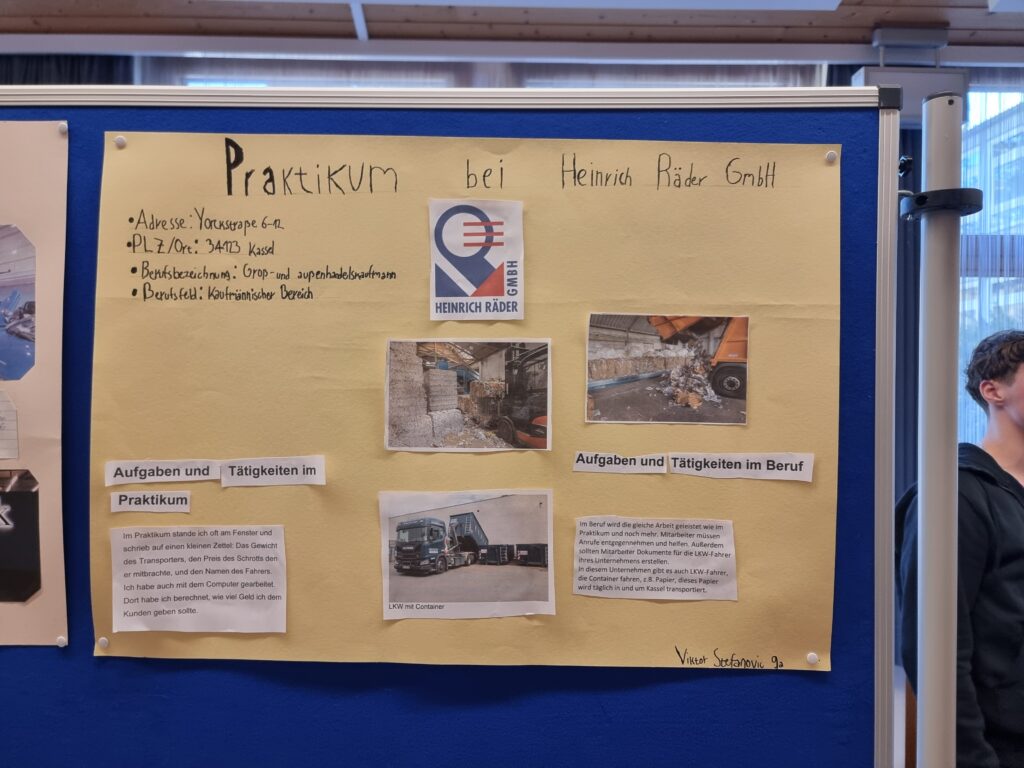 Praktikum bei Heinrich Räder GmbH
• Adresse: Yorckstraße 6-12
• PLZ/Ort: 34123 Kassel
• Berufsbezeichnung: Groß- und außenhandelskaufmann
• Berufsfeld: Kaufmännischer Bereich
HEINRICH RÄDER GMBH
Aufgaben und Tätigkeiten im
Praktikum
Im Praktikum stande ich oft am Fenster und
schrieb auf einen kleinen Zettel: Das Gewicht
des Transporters, den Preis des Schrotts den
er mitbrachte, und den Namen des Fahrers.
Ich habe auch mit dem Computer gearbeitet.
Dort habe ich berechnet, wie viel Geld ich dem
Kunden geben sollte.
LKW mit Container
Aufgaben und Tätigkeiten im Beruf
Im Beruf wird die gleiche Arbeit gereistet wie im
Praktikum und noch mehr. Mitarbeiter müssen
Anrufe entgegennehmen und helfen. Außerdem
sollten Mitarbeiter Dokumente für die LKW-Fahrer
ihres Unternehmens erstellen.
In diesem Unternehmen gibt es auch LKW-Fahrer,
die Container fahren, z.B. Papier, dieses Papier
wird täglich in und um Kassel transportiert.
Viktor Stefanovic 9a